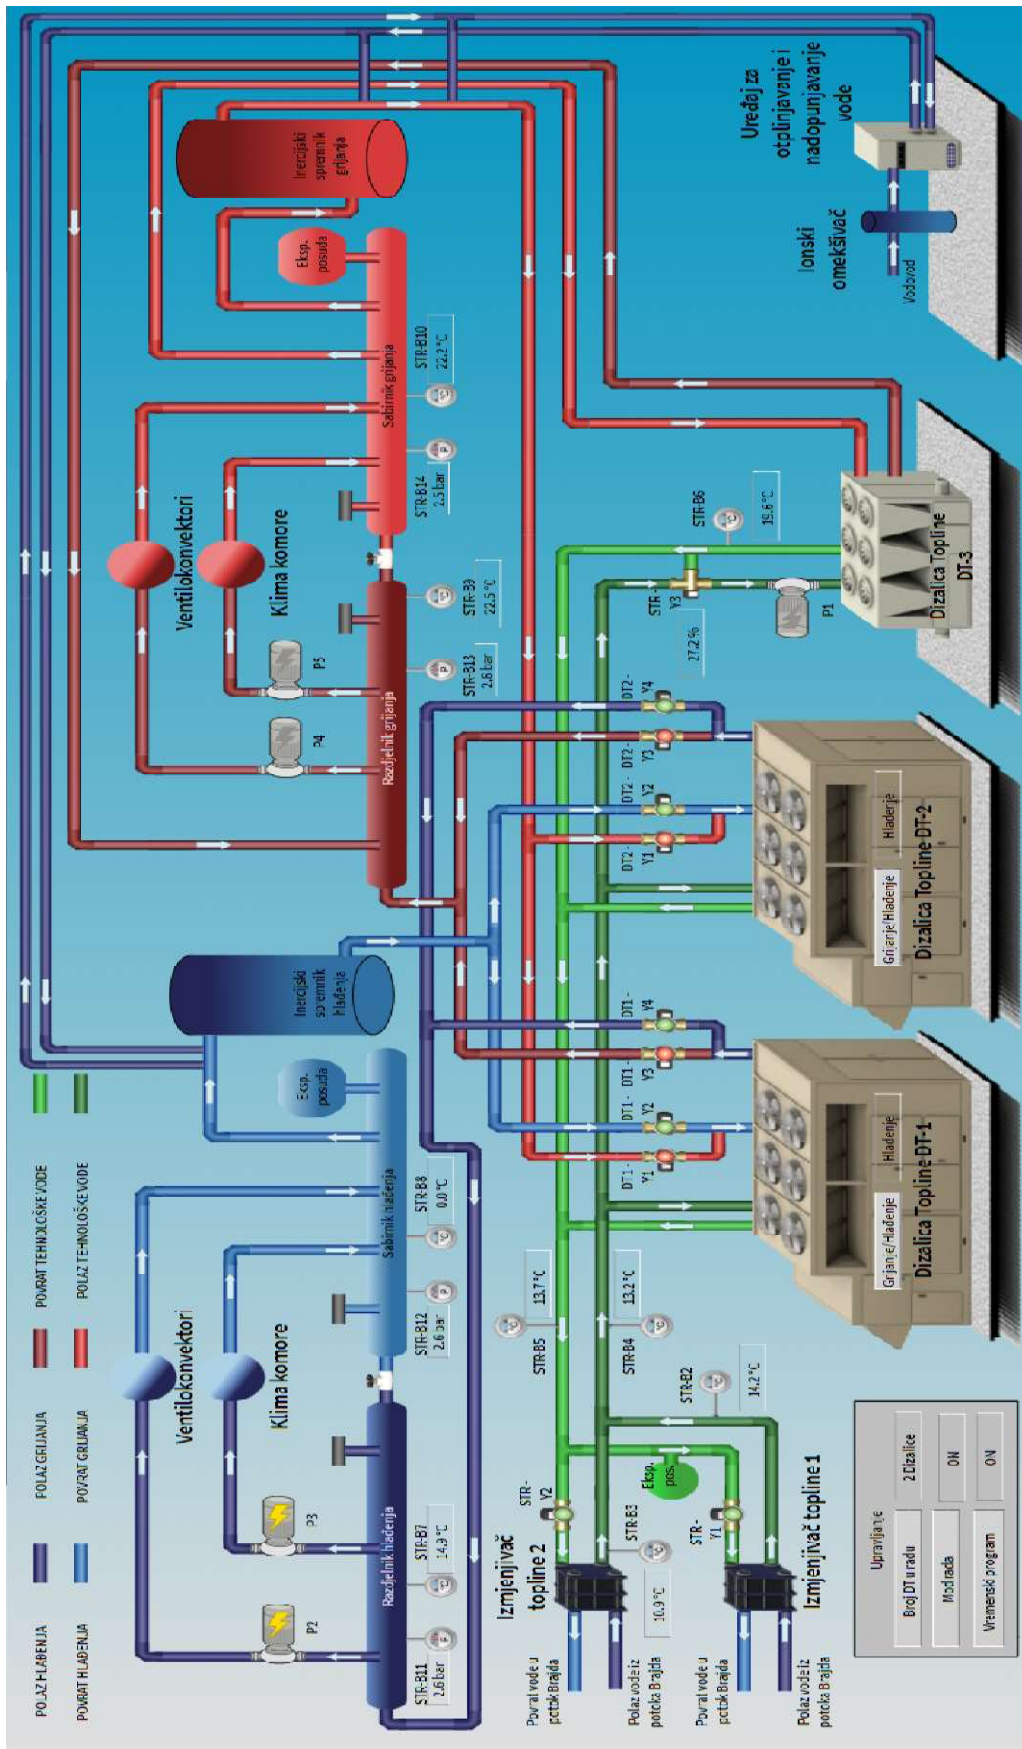 POLAZ HLAĐENJA
POVRAT HLAĐENJA
POLAZ GRIJANJA
POVRAT GRIJANJA
POVRAT TEHNOLOŠKE VODE
POLAZ TEHNOLOŠKE VODE
Ventilokonvektori
Klima komore
P2
P3
Razdjelnik hlađenja
STR-B11
2.6 bar
STR-B7
14.9 °C
Sabirnik hlađenja
STR-B12
2.6 bar
STR-B8
0.0 °C
Eksp.
posuda
Inercijski
spremnik
hlađenja
Ventilokonvektori
Klima komore
P4
P5
Razdjelnik grijanja
STR-B13
2.8 bar
STR-B9
22.5 °C
Sabirnik grijanja
STR-B14
2.5 bar
STR-B10
22.2 °C
Eksp.
posuda
Inercijski
spremnik
grijanja
Uređaj za
otplinjavanje i
nadopunjavanje
vode
Ionski
omekšivač
Vodovod
Izmjenjivač
topline 2
STR-
Y2
STR-B3
10.9 °C
Povrat vode u
potok Brajda
Polaz vode iz
potoka Brajda
Eksp.
pos.
STR-
Y1
Izmjenjivač topline 1
Povrat vode u
potok Brajda
Polaz vode iz
potoka Brajda
STR-B5
13.7 °C
STR-B4
13.2 °C
STR-B2
14.2 °C
DT1-
Y1
DT1-
Y2
DT1-
Y3
DT1-
Y4
DT2-
Y1
DT2-
Y2
DT2-
Y3
DT2-
Y4
STR-
Y3
27.2 %
STR-B6
19.6 °C
P1
Grijanje/Hlađenje
Hlađenje
Dizalica Topline DT-1
Grijanje/Hlađenje
Hlađenje
Dizalica Topline DT-2
Dizalica Topline
DT-3
Upravljanje
Broj DT u radu
2 Dizalice
Mod rada
ON
Vremenski program
ON